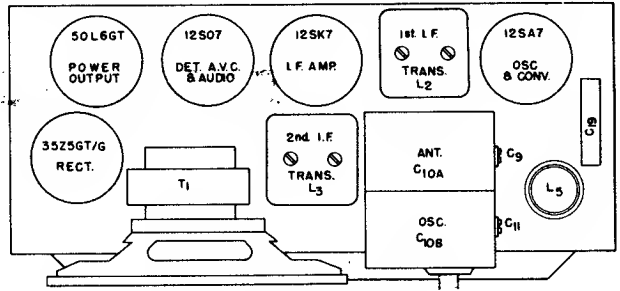 50L6GT
POWER
OUTPUT
12SO7
DET. A.V.C.
& AUDIO
12SK7
I.F. AMP.
1st. I.F.
TRANS.
L2
12SA7
OSC
& CONV.
C19
35Z5GT/G
RECT.
T1
2nd. I.F.
TRANS.
L3
ANT.
C10A
C9
OSC.
C10B
C11
L5